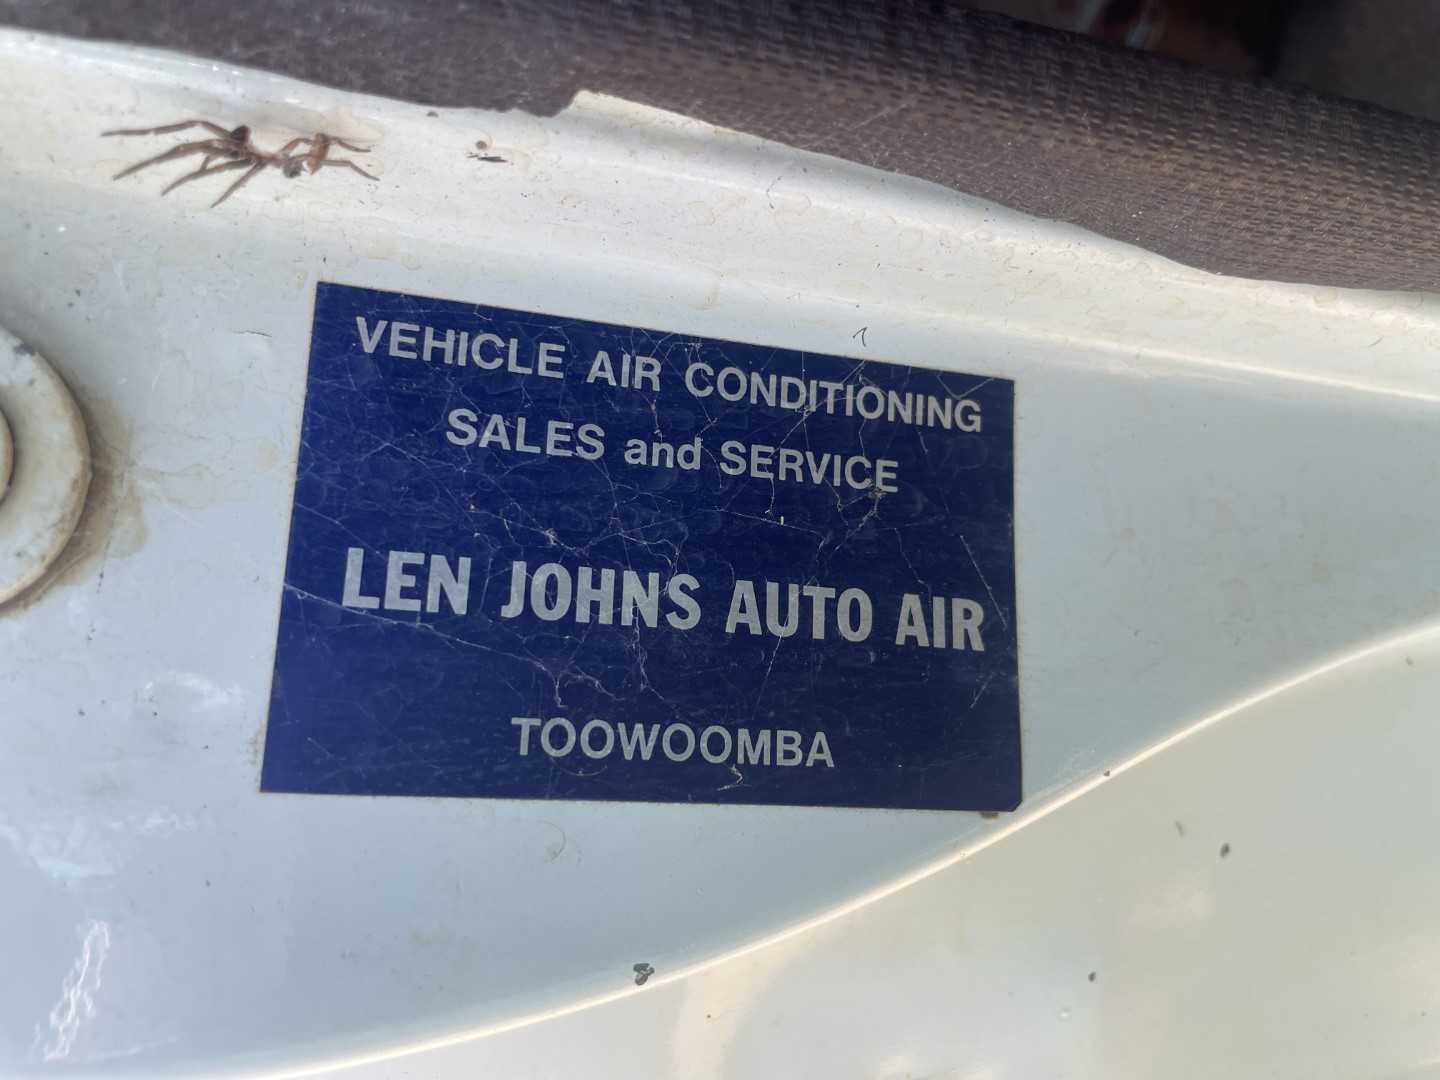 VEHICLE AIR CONDITIONING
SALES and SERVICE
LEN JOHNS AUTO AIR
TOOWOOMBA